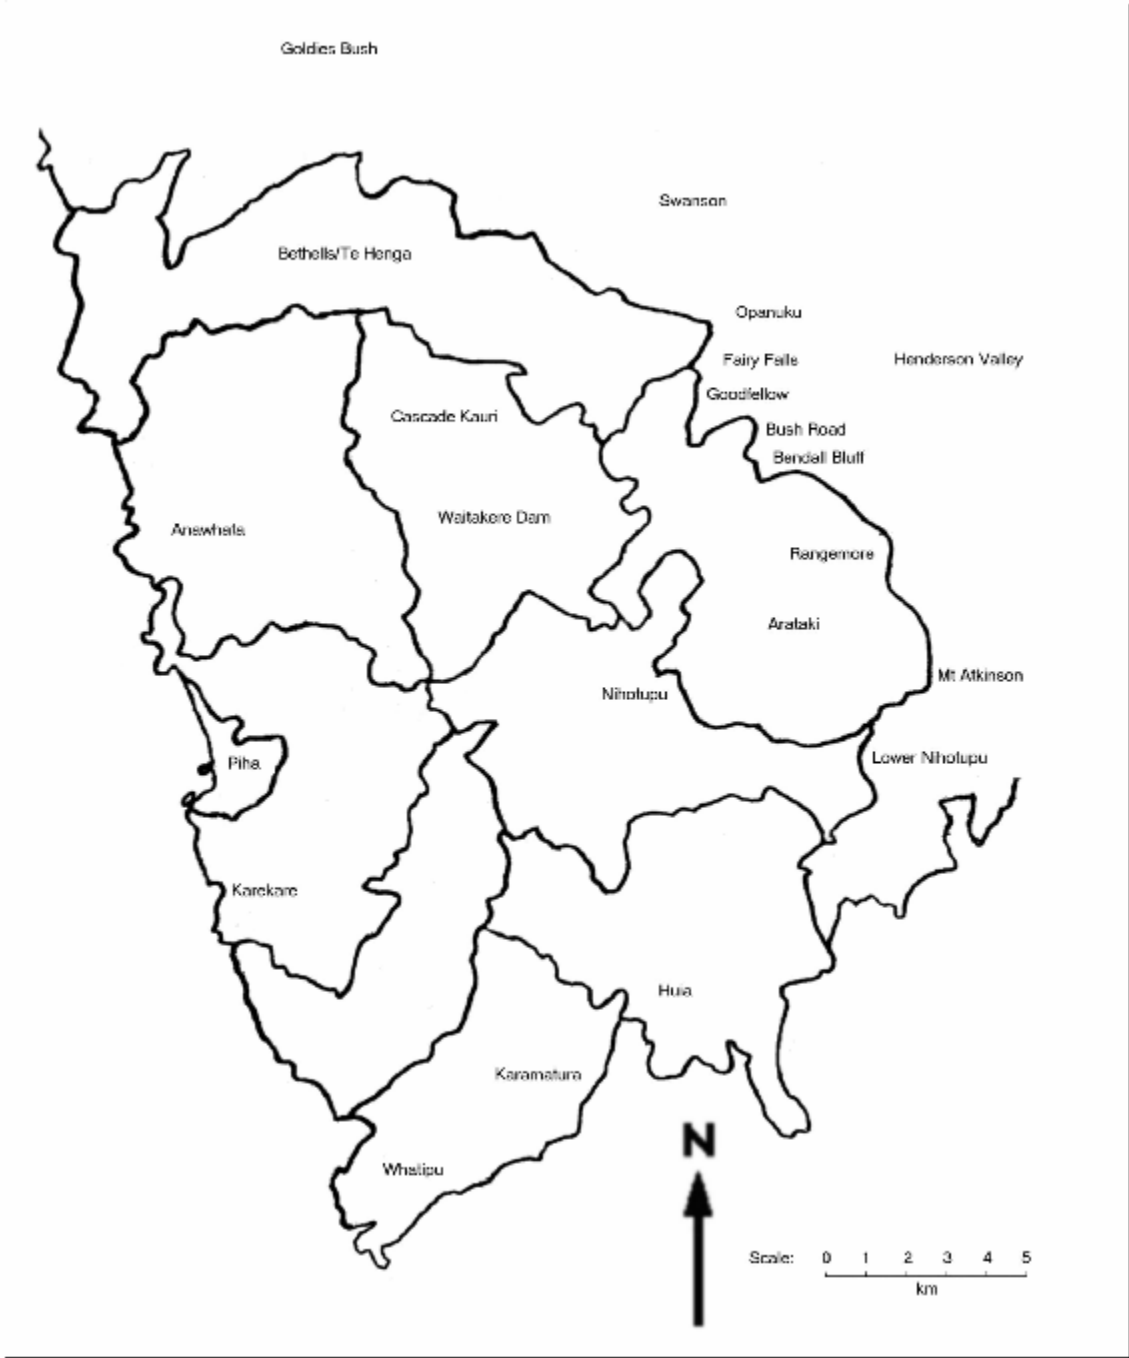 Goldies Bush
Swanson
Bethells/Te Henga
Opanuku
Fairy Falls
Henderson Valley
Goodfellow
Cascade Kauri
Bush Road
Bendall Bluff
Waitakere Dam
Anawhata
Rangemore
Arataki
Mt Atkinson
Nihotupu
Lower Nihotupu
Piha
Karekare
Huia
Karamatura
N
Whatipu
Scale: 0 1 2 3 4 5
km